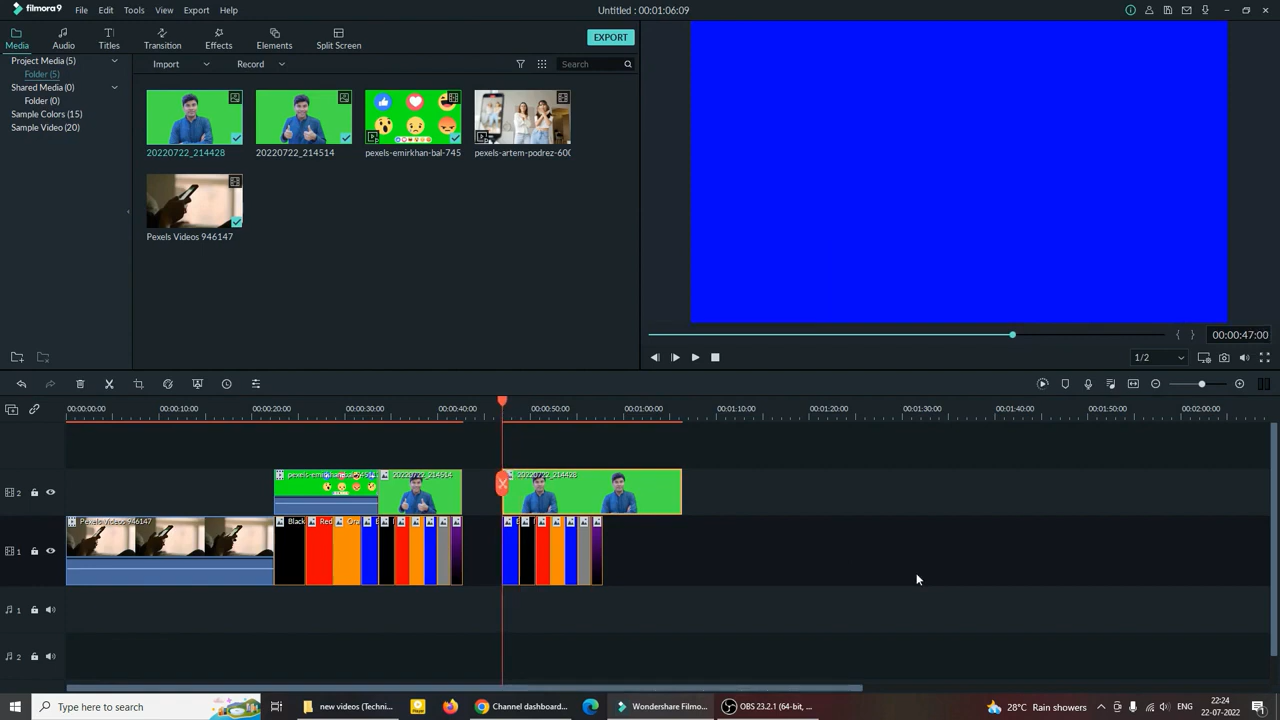 filmora 9 File Edit Tools View Export Help Untitled : 00:01:06:09
Media Audio Titles Transition Effects Elements Split Screen EXPORT
Project Media (5)
Folder (5)
Shared Media (0)
Folder (0)
Sample Colors (15)
Sample Video (20)
Import Record Search
20220722_214428 20220722_214514 pexels-emirkhan-bal-745 pexels-artem-podrez-600
Pexels Videos 946147
00:00:47:00
1/2
00:00:00:00 00:00:10:00 00:00:20:00 00:00:30:00 00:00:40:00 00:00:50:00 00:01:00:00 00:01:10:00 00:01:20:00 00:01:30:00 00:01:40:00 00:01:50:00 00:02:00:00
2 20220722_214514 20220722_214428
1 Pexels Videos 946147 Black Red Ora
1
2
Type here to search new videos (Techni... Channel dashboard... Wondershare Filmo... OBS 23.2.1 (64-bit, ... 28°C Rain showers ENG 22:24
22-07-2022